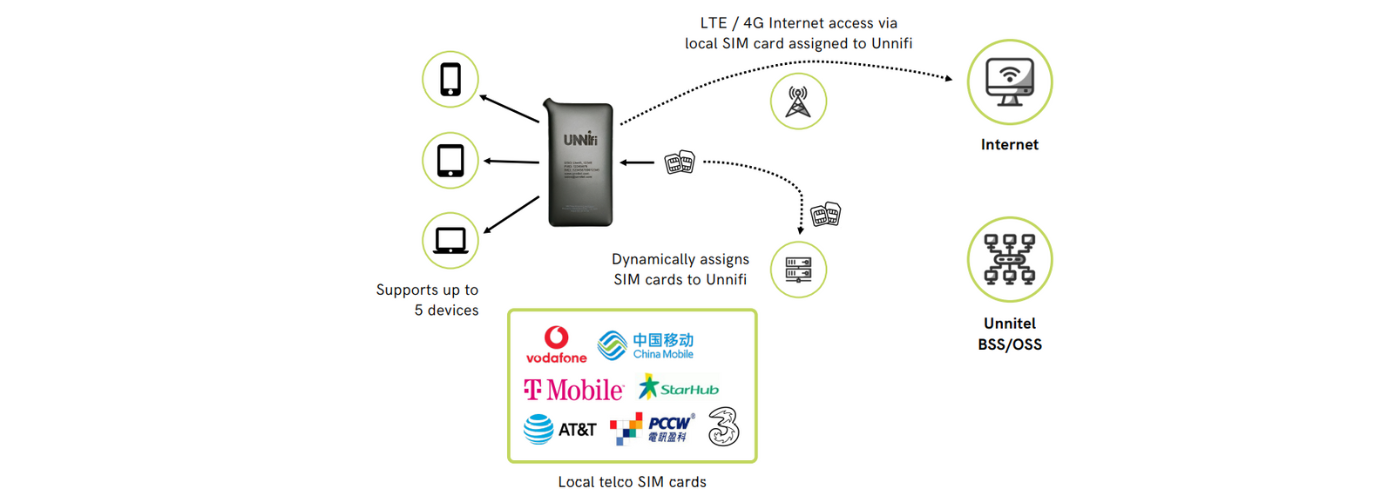 LTE / 4G Internet access via
local SIM card assigned to Unnifi
UNNIFI
Internet
Dynamically assigns
SIM cards to Unnifi
Supports up to
5 devices
Unnitel
BSS/OSS
vodafone
中国移动
China Mobile
T Mobile
StarHub
AT&T
PCCW®
電訊盈科
3
Local telco SIM cards